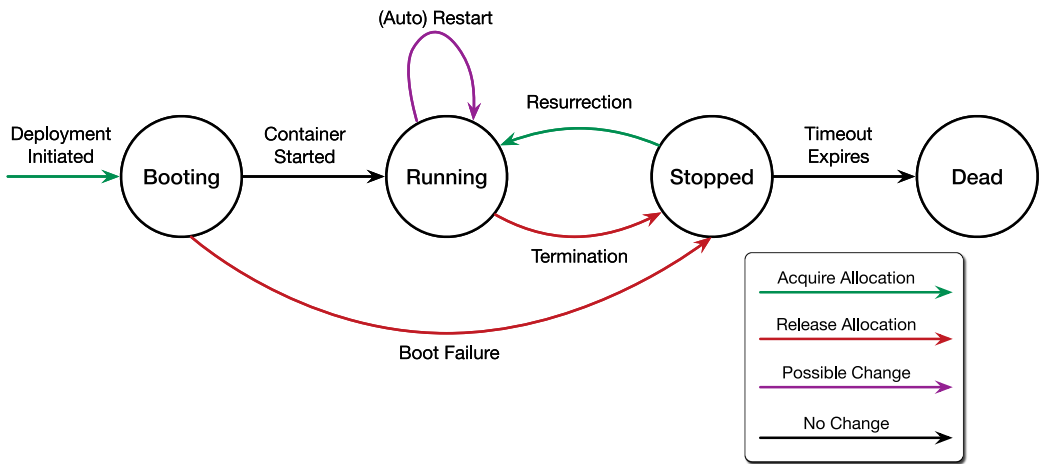 (Auto) Restart
Deployment
Initiated
Container
Started
Resurrection
Timeout
Expires
Booting
Running
Stopped
Dead
Termination
Boot Failure
Acquire Allocation
Release Allocation
Possible Change
No Change